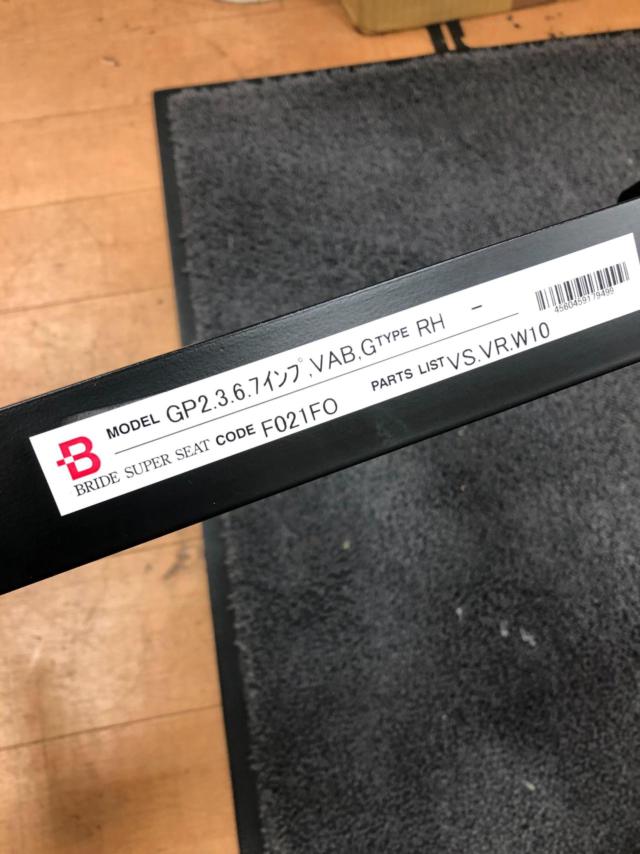 B
BRIDE SUPER SEAT
MODEL GP2.3.6.7インプ,VAB,G TYPE RH -
CODE F021FO PARTS LIST VS.VR.W10
4560459179499